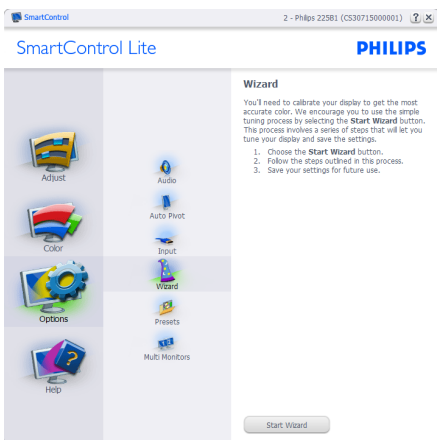 SmartControl
2 - Philips 225B1 (CS30715000001)
?
X
SmartControl Lite
PHILIPS
Adjust
Color
Options
Help
Audio
Auto Pivot
Input
Wizard
Presets
Multi Monitors
Wizard
You'll need to calibrate your display to get the most
accurate color. We encourage you to use the simple
tuning process by selecting the Start Wizard button.
This process involves a series of steps that will let you
tune your display and save the settings.
1. Choose the Start Wizard button.
2. Follow the steps outlined in this process.
3. Save your settings for future use.
Start Wizard